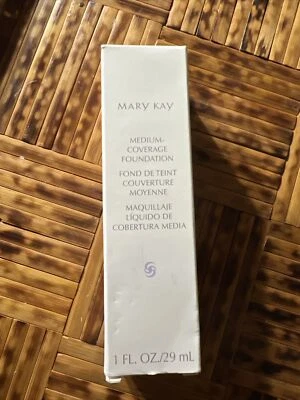 MARY KAY
MEDIUM-
COVERAGE
FOUNDATION
FOND DE TEINT
COUVERTURE
MOYENNE
MAQUILLAJE
LÍQUIDO DE
COBERTURA MEDIA
1 FL. OZ./29 mL